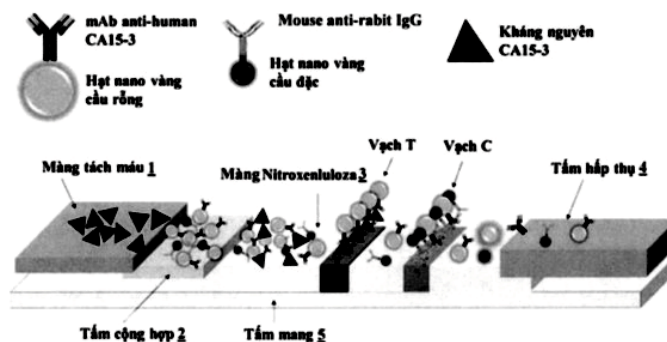 mAb anti-human
CA15-3
Hạt nano vàng
cầu rỗng
Mouse anti-rabit IgG
Hạt nano vàng
cầu đặc
Kháng nguyên
CA15-3
Màng tách máu 1
Màng Nitroxenluloza 3
Vạch T
Vạch C
Tấm hấp thụ 4
Tấm cộng hợp 2
Tấm mang 5